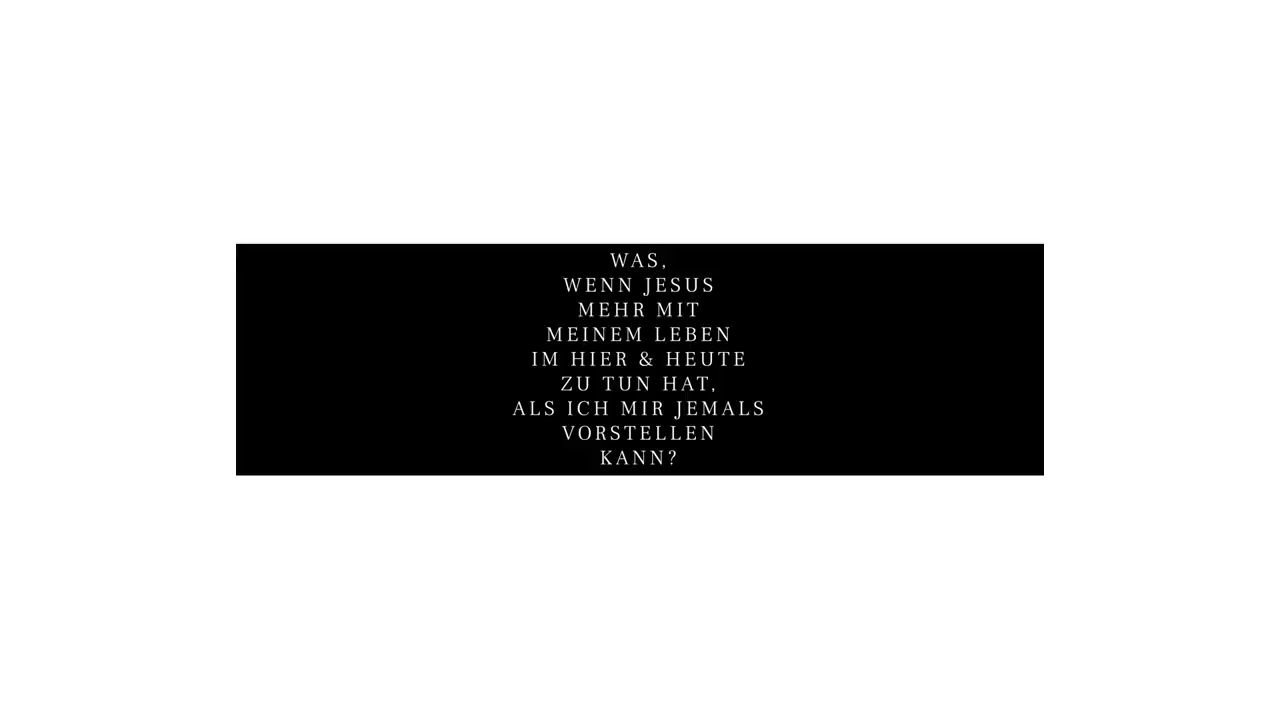 WAS,
WENN JESUS
MEHR MIT
MEINEM LEBEN
IM HIER & HEUTE
ZU TUN HAT,
ALS ICH MIR JEMALS
VORSTELLEN
KANN?